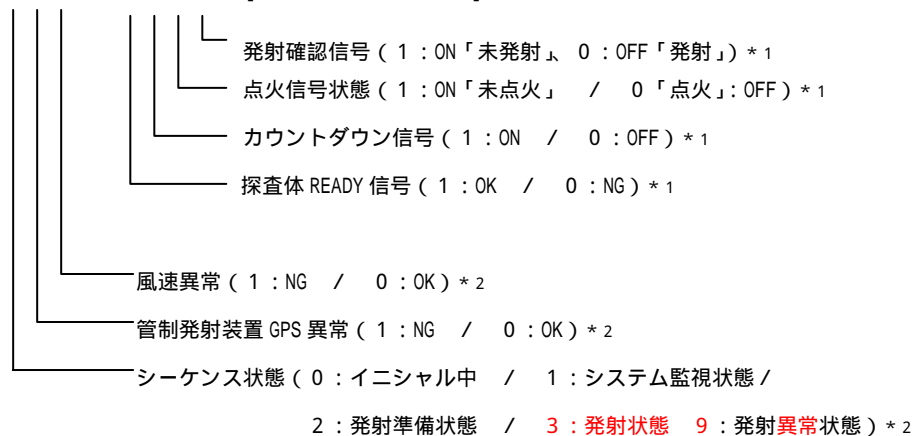 発射確認信号(1:ON「未発射」、0:OFF「発射」)*1
点火信号状態(1:ON「未点火」 / 0「点火」:OFF)*1
カウントダウン信号(1:ON / 0:OFF)*1
探査体 READY 信号(1:OK / 0:NG)*1
風速異常(1:NG / 0:OK)*2
管制発射装置 GPS 異常(1:NG / 0:OK)*2
シーケンス状態(0:イニシャル中 / 1:システム監視状態/
2:発射準備状態 / 3:発射状態 9:発射異常状態)*2